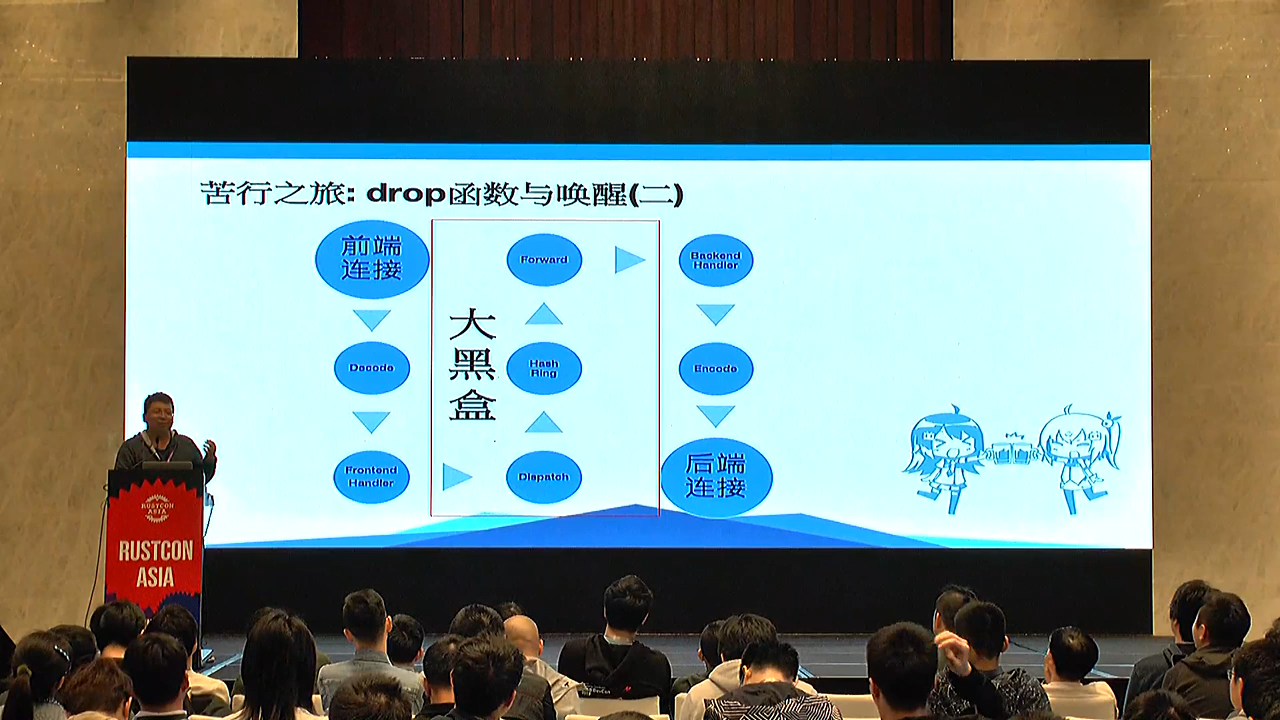 苦行之旅: drop函数与唤醒(二)
前端
连接
Decode
Frontend
Handler
大
黑
盒
Forward
Hash
Ring
Dispatch
Backend
Handler
Encode
后端
连接
RUSTCON
ASIA
RUSTCON
ASIA